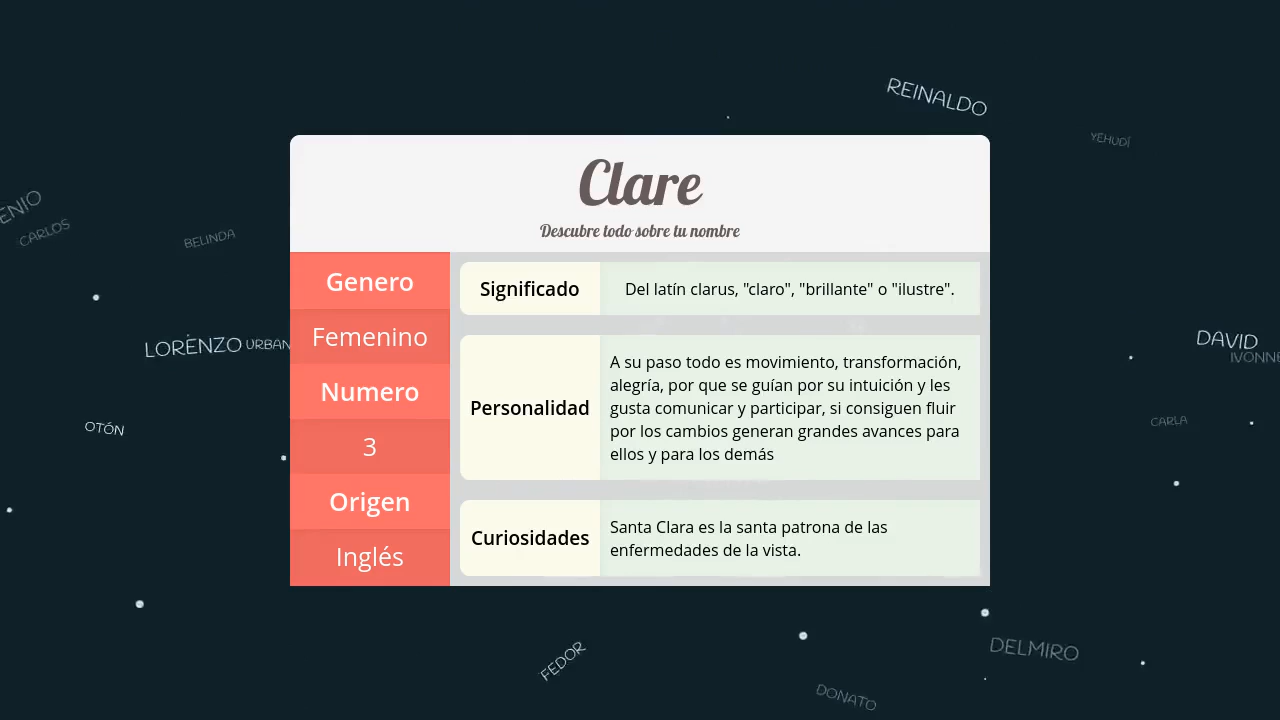 REINALDO
YEHUDÍ
Clare
ENIO
CARLOS
BELINDA
Descubre todo sobre tu nombre
Genero
Significado
Del latín clarus, "claro", "brillante" o "ilustre".
Femenino
LORENZO
URBAN
DAVID
IVONNE
Numero
Personalidad
A su paso todo es movimiento, transformación,
alegría, por que se guían por su intuición y les
gusta comunicar y participar, si consiguen fluir
por los cambios generan grandes avances para
ellos y para los demás
OTÓN
CARLA
3
Origen
Curiosidades
Santa Clara es la santa patrona de las
enfermedades de la vista.
Inglés
FEDOR
DELMIRO
DONATO